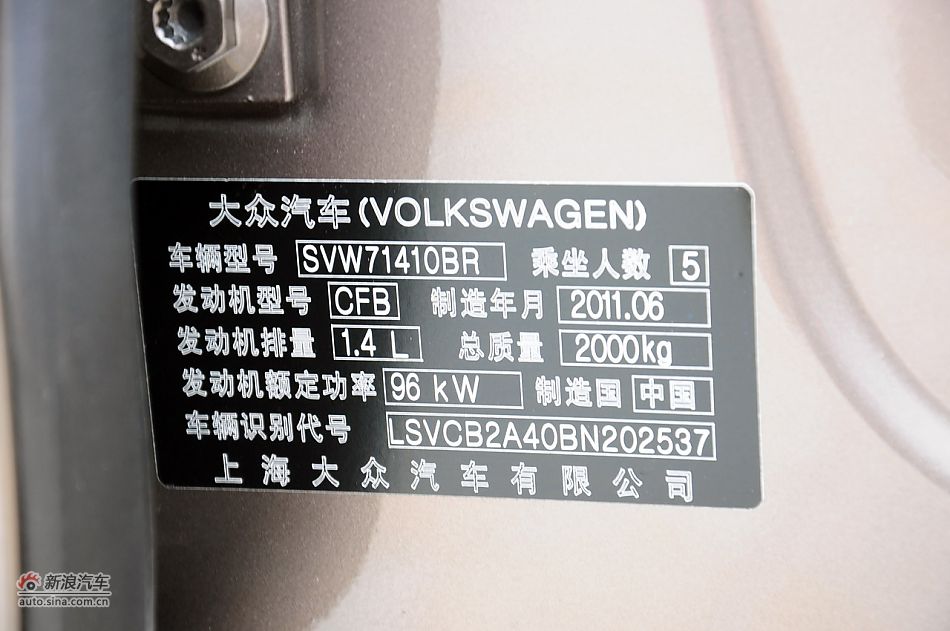 大众汽车(VOLKSWAGEN)
车辆型号 SVW71410BR 乘坐人数 5
发动机型号 CFB 制造年月 2011.06
发动机排量 1.4 L 总质量 2000kg
发动机额定功率 96 kW 制造国 中国
车辆识别代号 LSVCB2A40BN202537
上海大众汽车有限公司
新浪汽车
auto.sina.com.cn